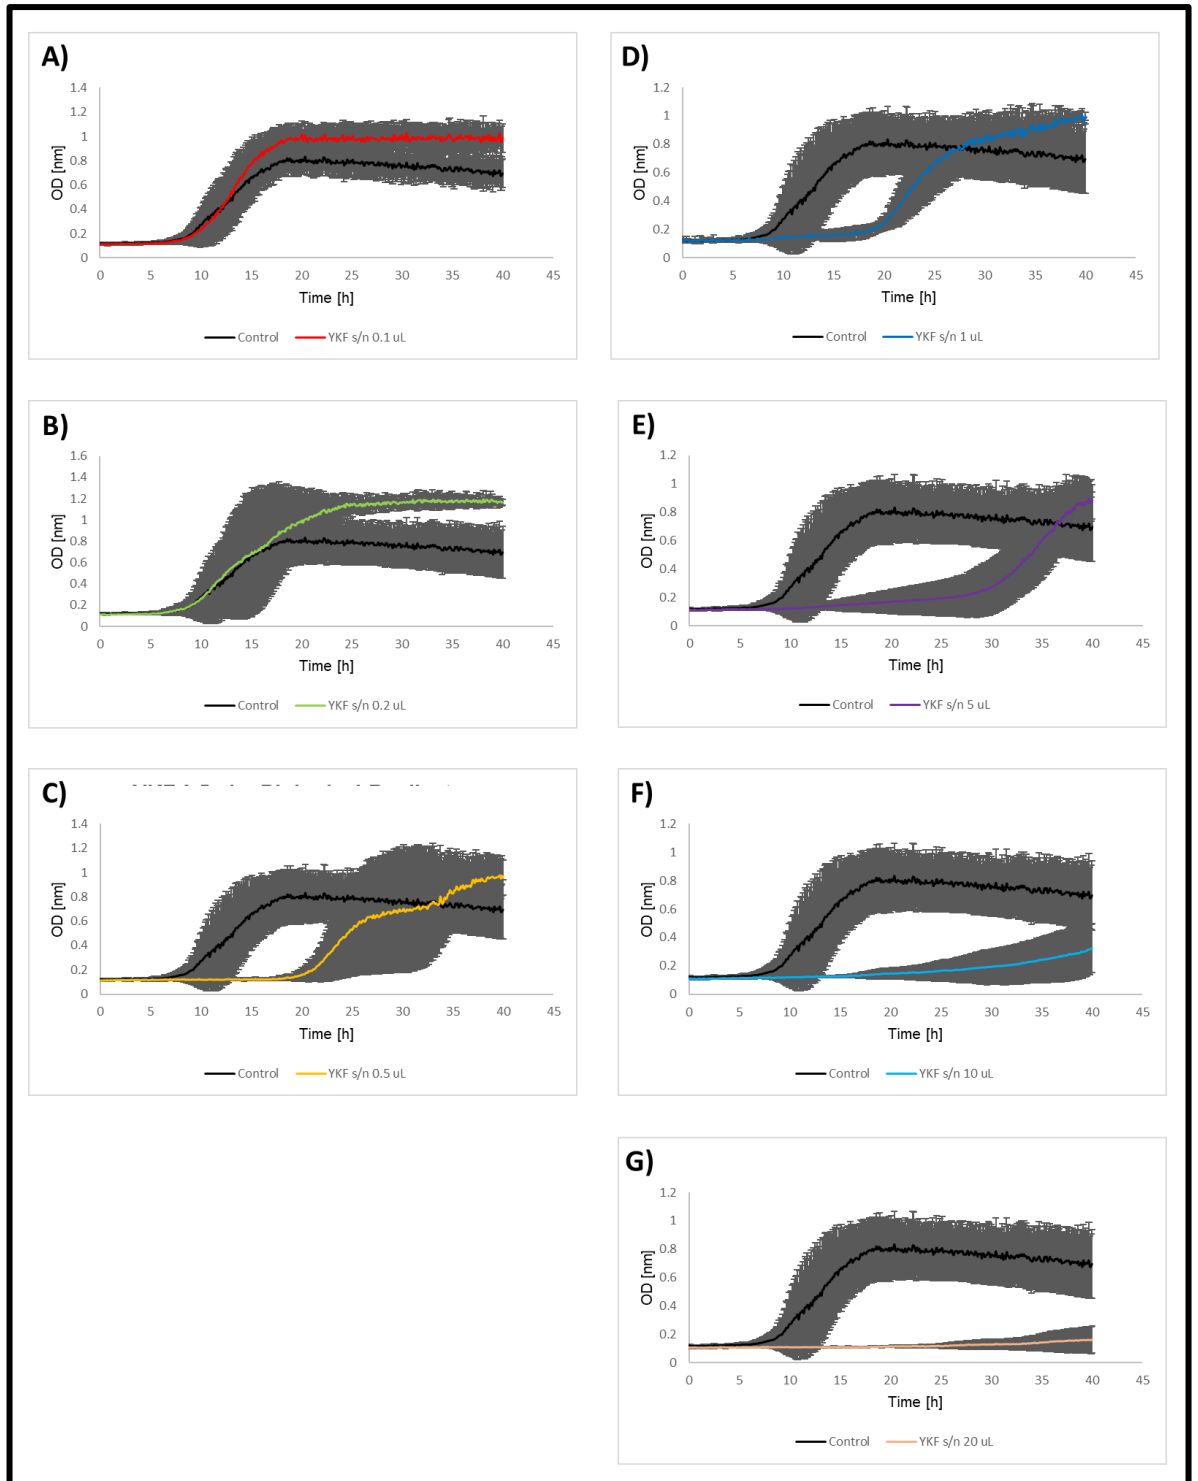 A)
1.4
1.2
1
0.8
0.6
0.4
0.2
0
OD [nm]
0 5 10 15 20 25 30 35 40 45
Time [h]
Control YKF s/n 0.1 uL
D)
1.2
1
0.8
0.6
0.4
0.2
0
OD [nm]
0 5 10 15 20 25 30 35 40 45
Time [h]
Control YKF s/n 1 uL
B)
1.6
1.4
1.2
1
0.8
0.6
0.4
0.2
0
OD [nm]
0 5 10 15 20 25 30 35 40 45
Time [h]
Control YKF s/n 0.2 uL
E)
1.2
1
0.8
0.6
0.4
0.2
0
OD [nm]
0 5 10 15 20 25 30 35 40 45
Time [h]
Control YKF s/n 5 uL
C)
1.4
1.2
1
0.8
0.6
0.4
0.2
0
OD [nm]
0 5 10 15 20 25 30 35 40 45
Time [h]
Control YKF s/n 0.5 uL
F)
1.2
1
0.8
0.6
0.4
0.2
0
OD [nm]
0 5 10 15 20 25 30 35 40 45
Time [h]
Control YKF s/n 10 uL
G)
1.2
1
0.8
0.6
0.4
0.2
0
OD [nm]
0 5 10 15 20 25 30 35 40 45
Time [h]
Control YKF s/n 20 uL